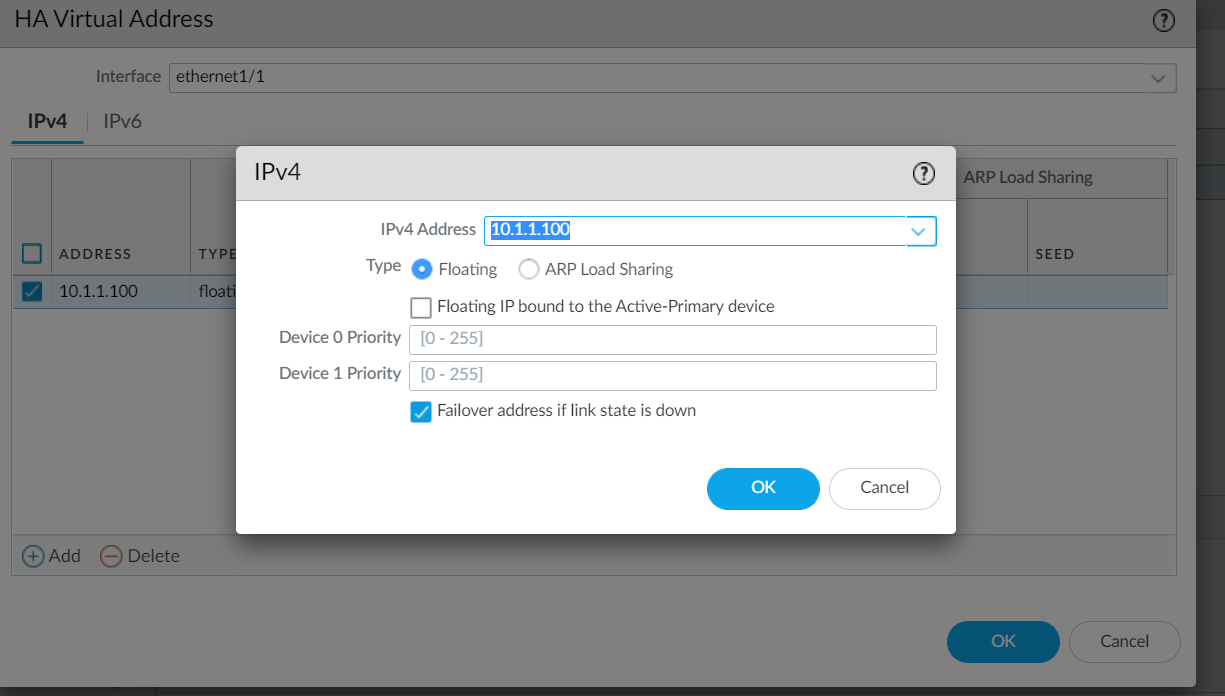 HA Virtual Address
Interface ethernet1/1
IPv4 IPv6
ARP Load Sharing
ADDRESS TYPE SEED
10.1.1.100 floati
IPv4
IPv4 Address 10.1.1.100
Type Floating ARP Load Sharing
Floating IP bound to the Active-Primary device
Device 0 Priority [0 - 255]
Device 1 Priority [0 - 255]
Failover address if link state is down
OK Cancel
Add Delete
OK Cancel